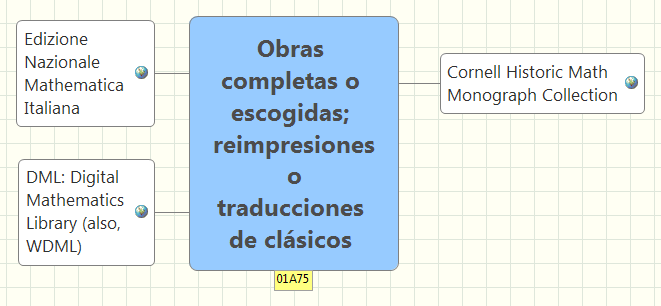 Edizione
Nazionale
Mathematica
Italiana
DML: Digital
Mathematics
Library (also,
WDML)
Obras
completas o
escogidas;
reimpresiones
o
traducciones
de clásicos
01A75
Cornell Historic Math
Monograph Collection